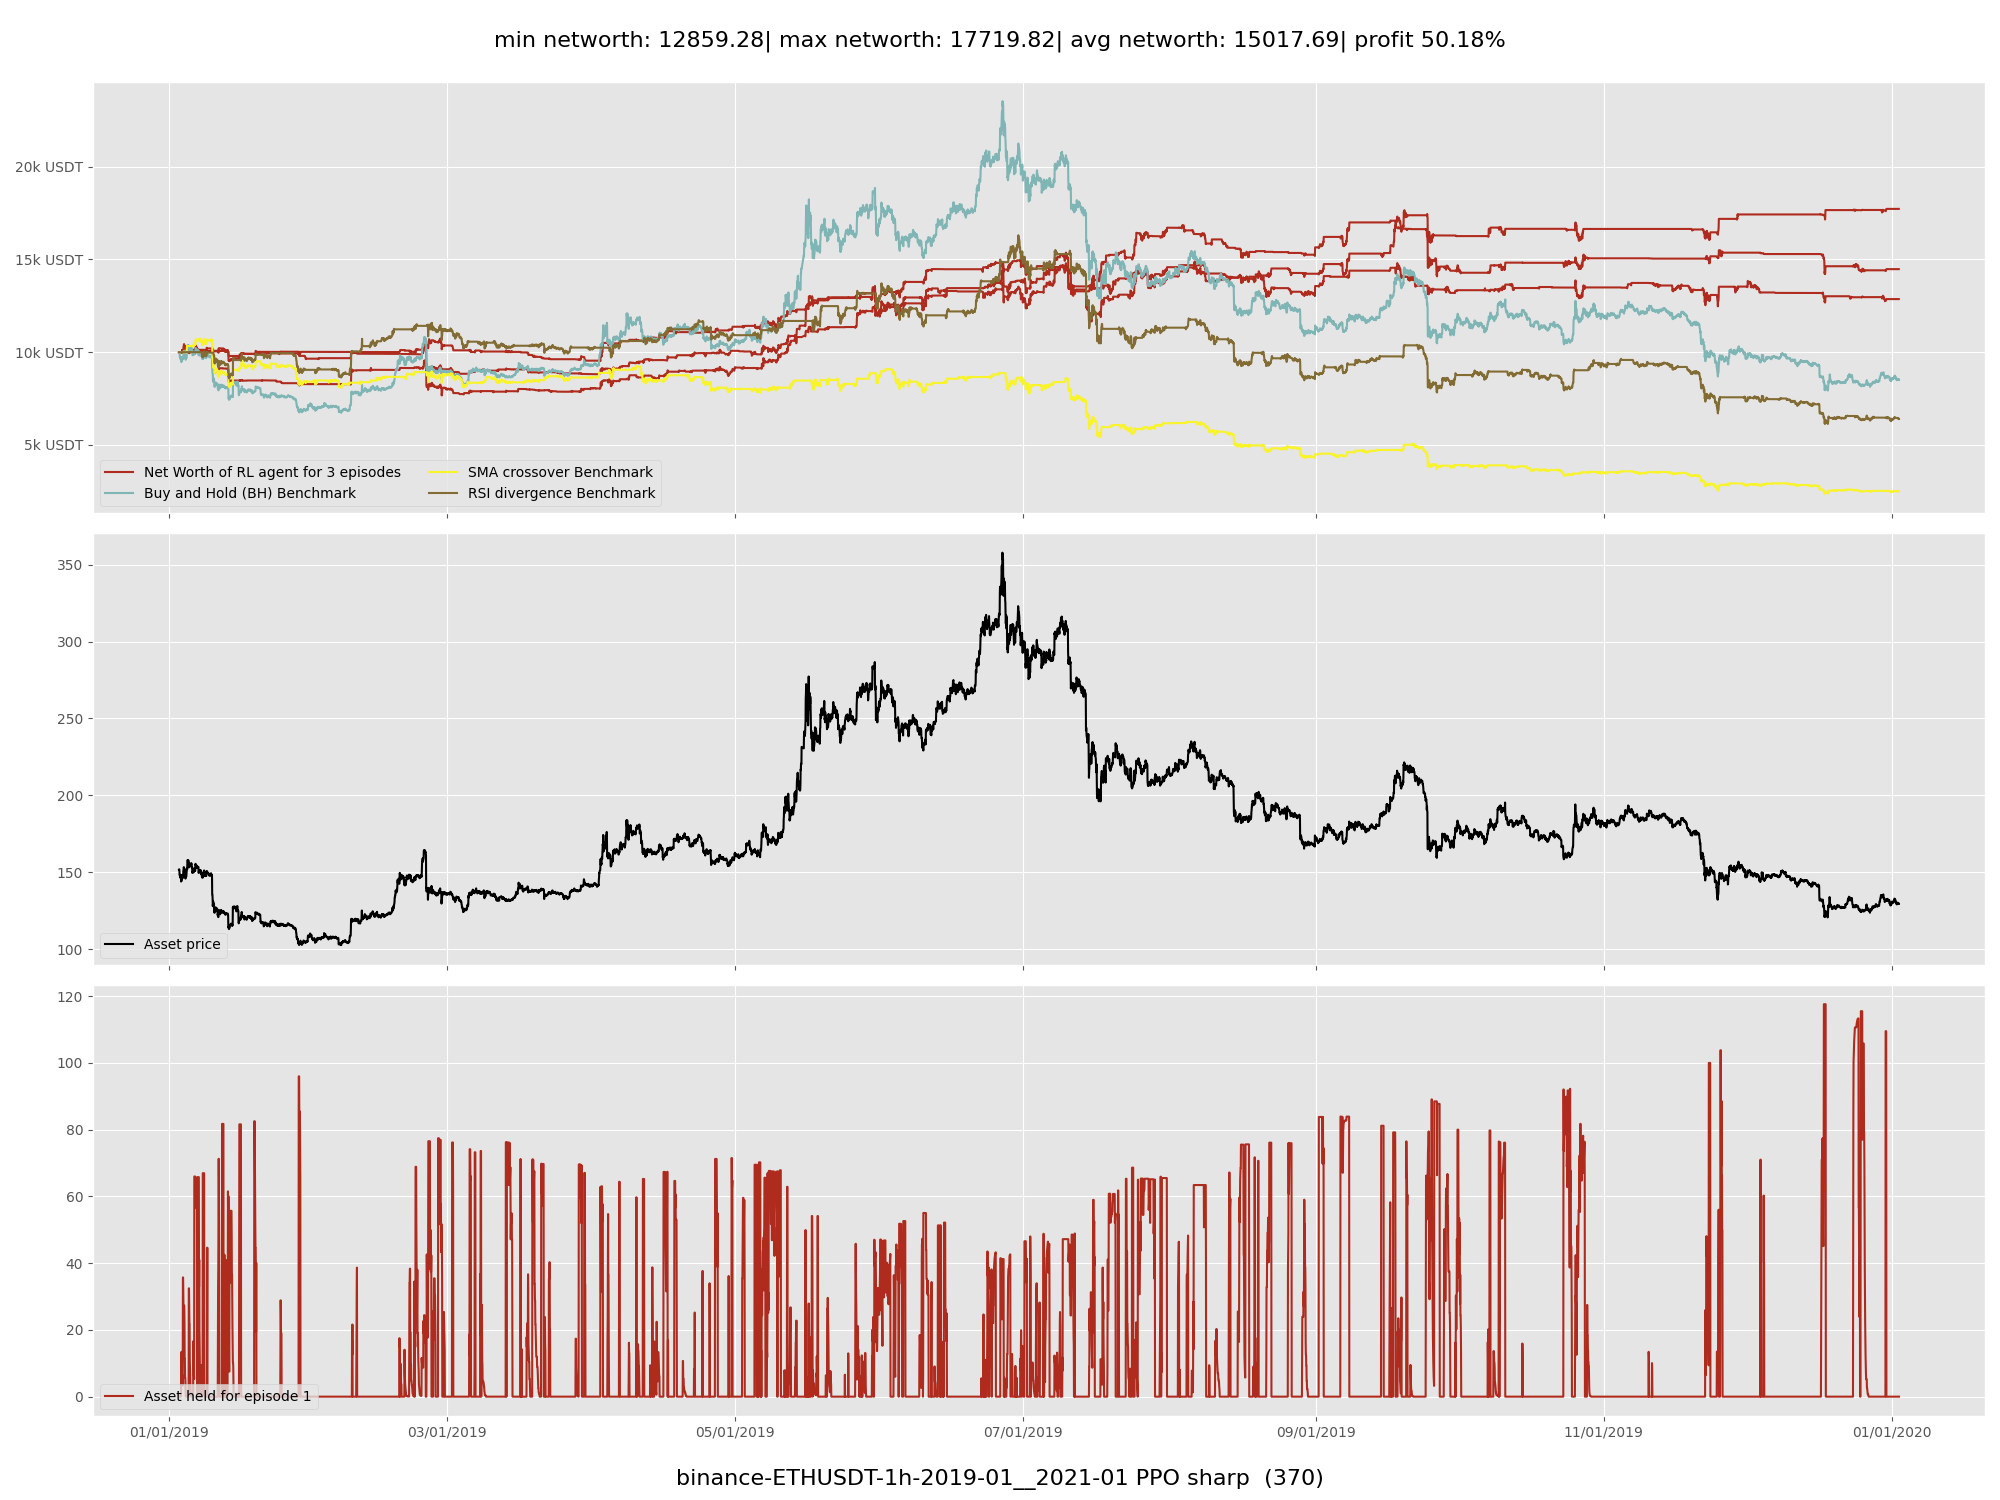 min networth: 12859.28| max networth: 17719.82| avg networth: 15017.69| profit 50.18%
20k USDT
15k USDT
10k USDT
5k USDT
Net Worth of RL agent for 3 episodes
Buy and Hold (BH) Benchmark
SMA crossover Benchmark
RSI divergence Benchmark
350
300
250
200
150
100
Asset price
120
100
80
60
40
20
0
Asset held for episode 1
01/01/2019
03/01/2019
05/01/2019
07/01/2019
09/01/2019
11/01/2019
01/01/2020
binance-ETHUSDT-1h-2019-01__2021-01 PPO sharp  (370)